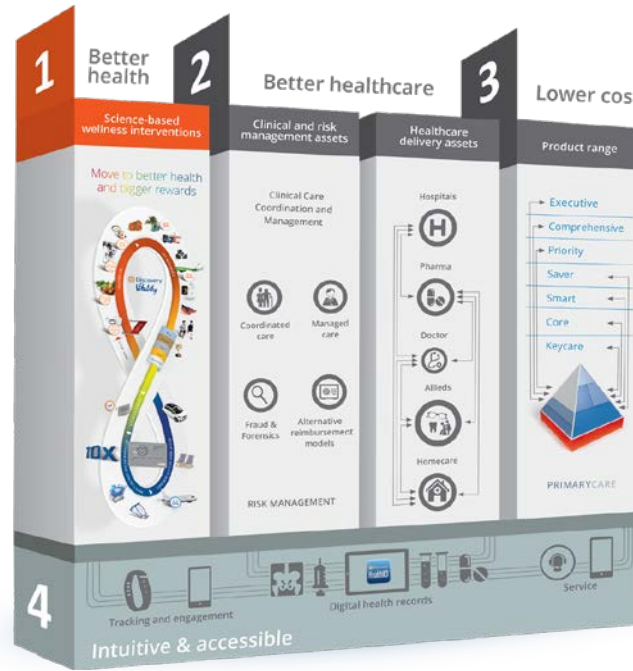 1
Better
health
2
Better healthcare
3
Lower cos
Science-based
wellness interventions
Move to better health
and bigger rewards
Discovery
Vitality
10X
Clinical and risk
management assets
Clinical Care
Coordination and
Management
Coordinated
care
Managed
care
Fraud &
Forensics
Alternative
reimbursement
models
RISK MANAGEMENT
Healthcare
delivery assets
Hospitals
H
Pharma
Doctor
Allieds
Homecare
Product range
Executive
Comprehensive
Priority
Saver
Smart
Core
Keycare
PRIMARYCARE
4
Tracking and engagement
Digital health records
Service
Intuitive & accessible